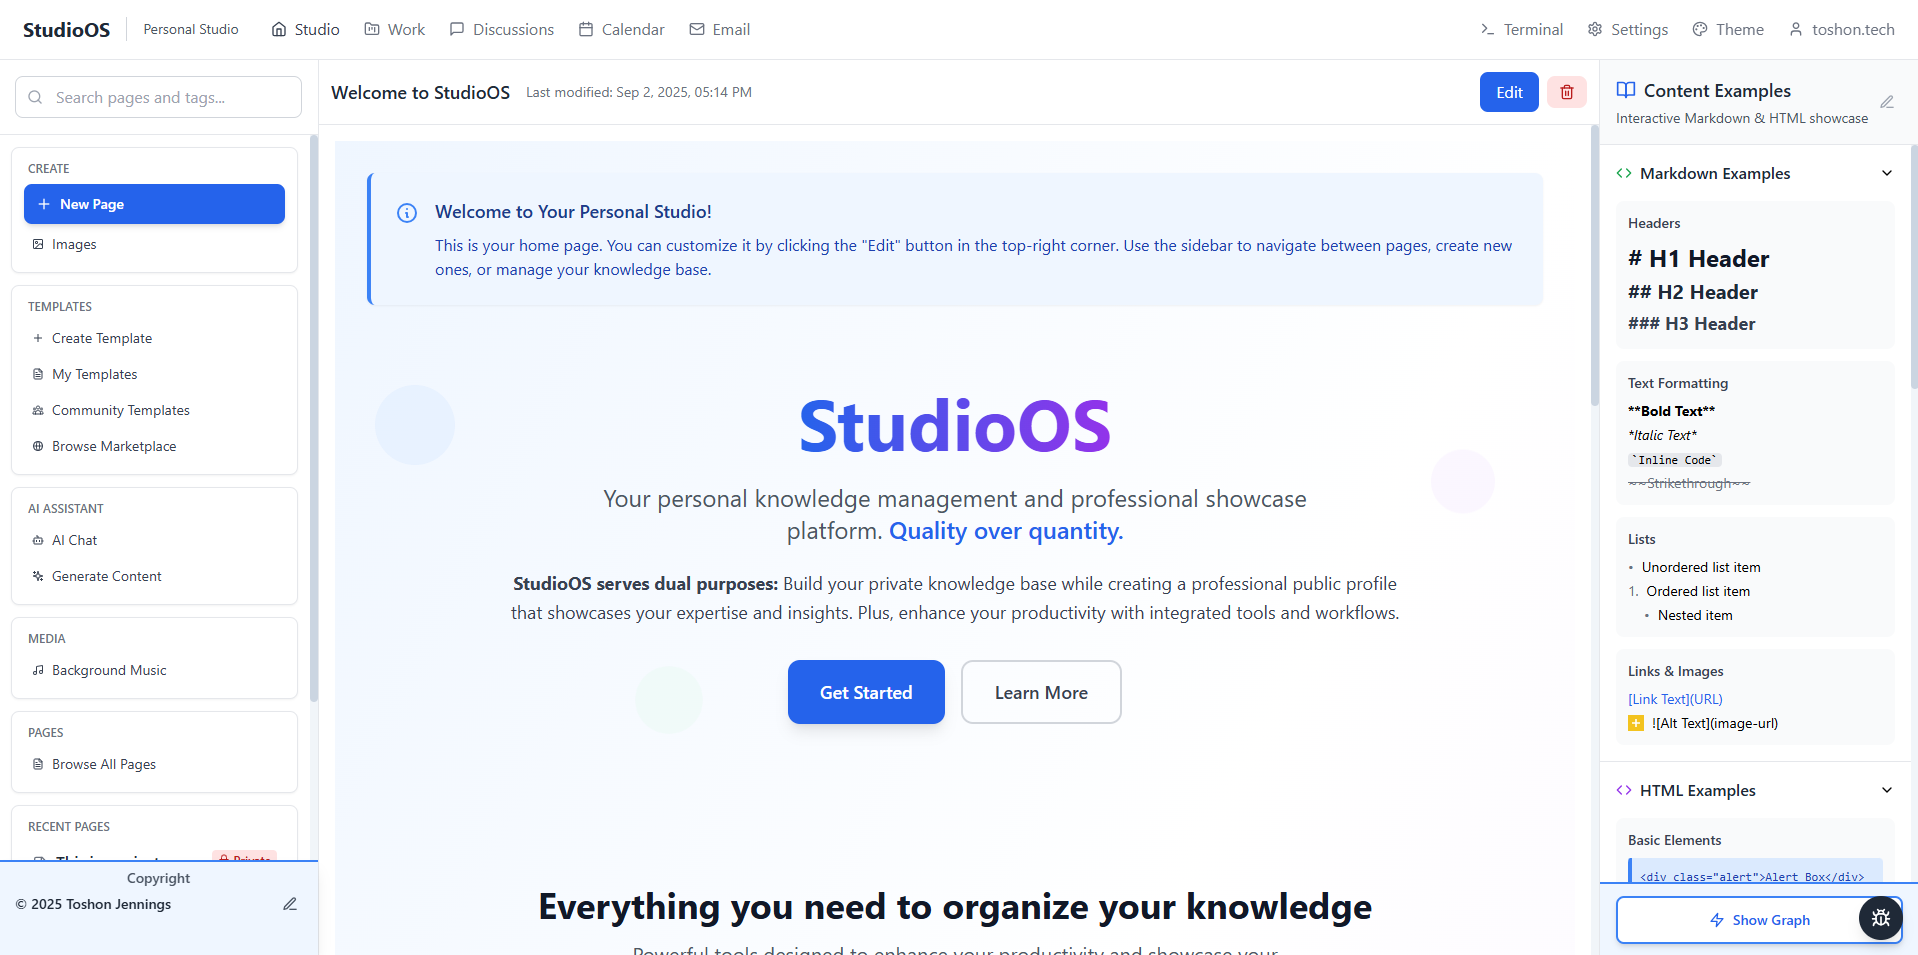 StudioOS
Personal Studio
Studio
Work
Discussions
Calendar
Email
Terminal
Settings
Theme
toshon.tech
Search pages and tags...
CREATE
New Page
Images
TEMPLATES
Create Template
My Templates
Community Templates
Browse Marketplace
AI ASSISTANT
AI Chat
Generate Content
MEDIA
Background Music
PAGES
Browse All Pages
RECENT PAGES
Private
Copyright
© 2025 Toshon Jennings
Welcome to StudioOS
Last modified: Sep 2, 2025, 05:14 PM
Edit
Welcome to Your Personal Studio!
This is your home page. You can customize it by clicking the "Edit" button in the top-right corner. Use the sidebar to navigate between pages, create new
ones, or manage your knowledge base.
StudioOS
Your personal knowledge management and professional showcase
platform. Quality over quantity.
StudioOS serves dual purposes: Build your private knowledge base while creating a professional public profile
that showcases your expertise and insights. Plus, enhance your productivity with integrated tools and workflows.
Get Started
Learn More
Everything you need to organize your knowledge
Powerful tools designed to enhance your productivity and showcase your
Content Examples
Interactive Markdown & HTML showcase
Markdown Examples
Headers
# H1 Header
## H2 Header
### H3 Header
Text Formatting
**Bold Text**
*Italic Text*
`Inline Code`
~~Strikethrough~~
Lists
• Unordered list item
1. Ordered list item
• Nested item
Links & Images
[Link Text](URL)
![Alt Text](image-url)
HTML Examples
Basic Elements
<div class="alert">Alert Box</div>
Show Graph